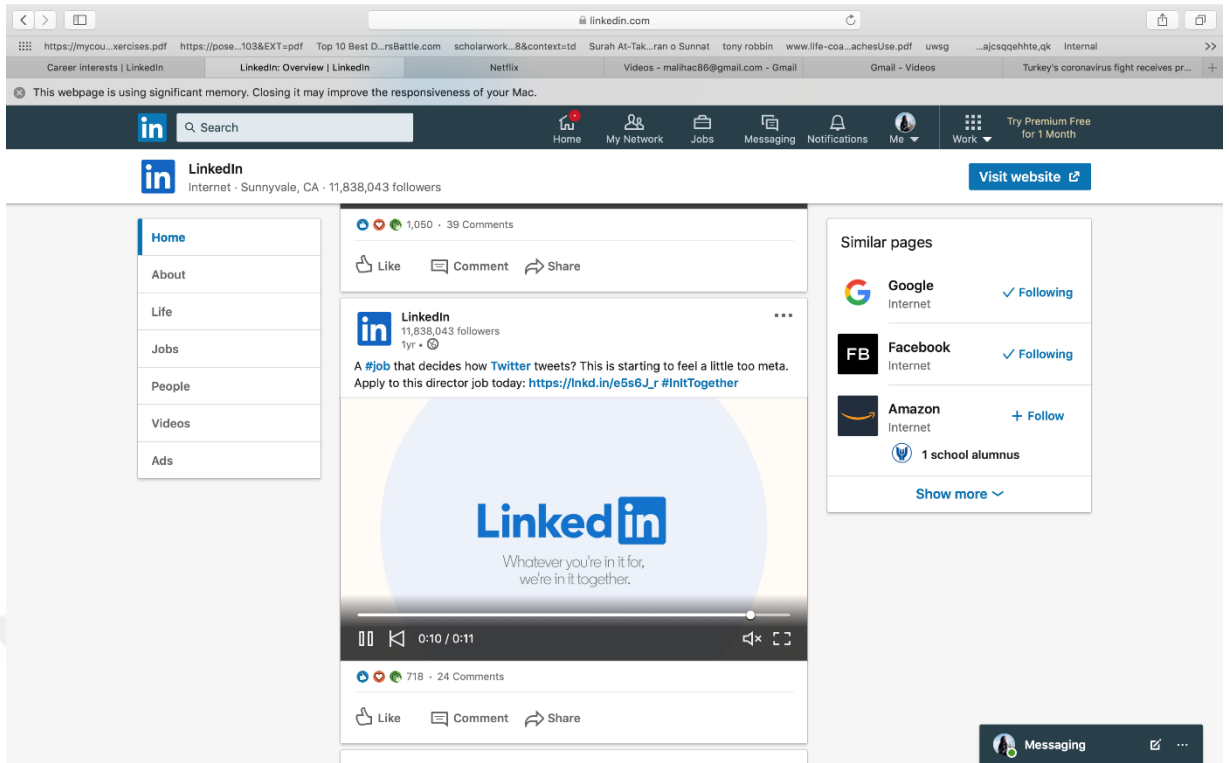 linkedin.com
https://mycou...xercises.pdf https://pose...103&EXT=pdf Top 10 Best D...rsBattle.com scholarwork...8&context=td Surah At-Tak...ran o Sunnat tony robbin www.life-coa...achesUse.pdf uwsg ...ajcsqqehhte,qk Internal >>
Career interests | LinkedIn LinkedIn: Overview | LinkedIn Netflix Videos - malihac86@gmail.com - Gmail Gmail - Videos Turkey's coronavirus fight receives pr... +
This webpage is using significant memory. Closing it may improve the responsiveness of your Mac.
in Search Home My Network Jobs Messaging Notifications Me Work Try Premium Free
for 1 Month
in LinkedIn
Internet · Sunnyvale, CA · 11,838,043 followers
Visit website
Home
About
Life
Jobs
People
Videos
Ads
1,050 · 39 Comments
Like Comment Share
in LinkedIn
11,838,043 followers
1yr •
A #job that decides how Twitter tweets? This is starting to feel a little too meta.
Apply to this director job today: https://lnkd.in/e5s6J_r #InItTogether
Linked in
Whatever you're in it for,
we're in it together.
0:10 / 0:11
718 · 24 Comments
Like Comment Share
Similar pages
G Google
Internet
Following
FB Facebook
Internet
Following
Amazon
Internet
+ Follow
1 school alumnus
Show more
Messaging